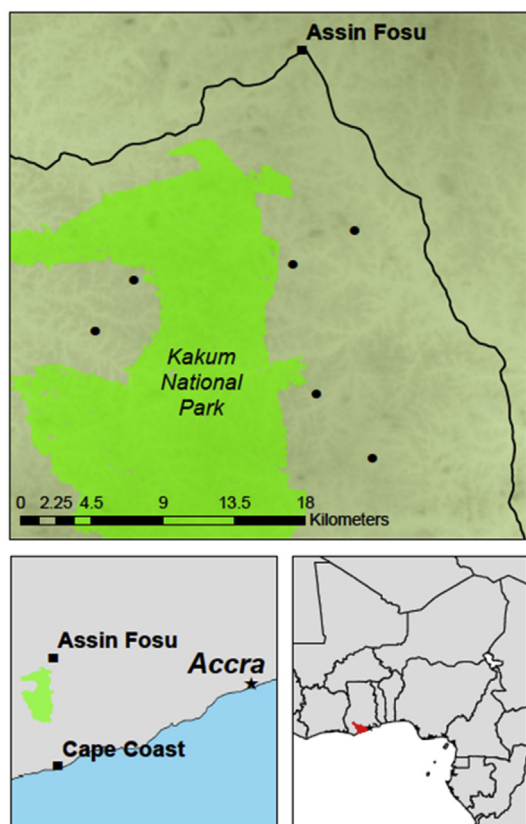 Assin Fosu
Kakum
National
Park
0 2.25 4.5 9 13.5 18
Kilometers
Assin Fosu
Accra
Cape Coast